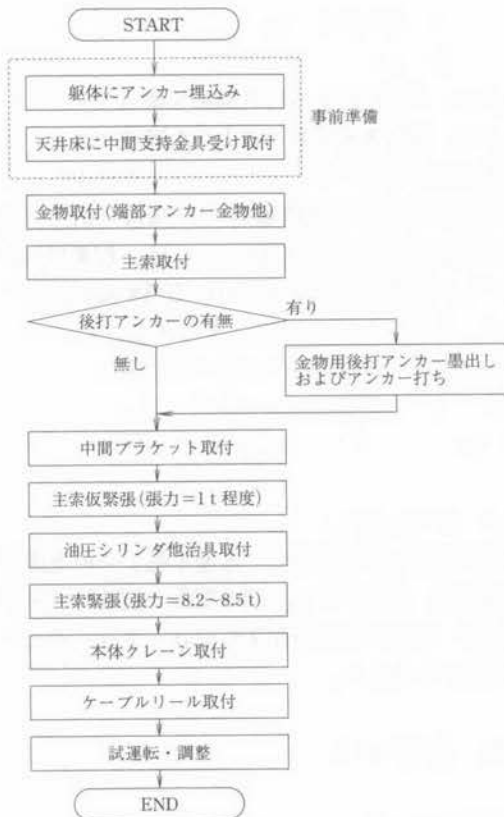 START
躯体にアンカー埋込み
天井床に中間支持金具受け取付
事前準備
金物取付(端部アンカー金物他)
主索取付
後打アンカーの有無
有り
無し
金物用後打アンカー墨出し
およびアンカー打ち
中間ブラケット取付
主索仮緊張(張力=1t程度)
油圧シリンダ他治具取付
主索緊張(張力=8.2~8.5t)
本体クレーン取付
ケーブルリール取付
試運転・調整
END